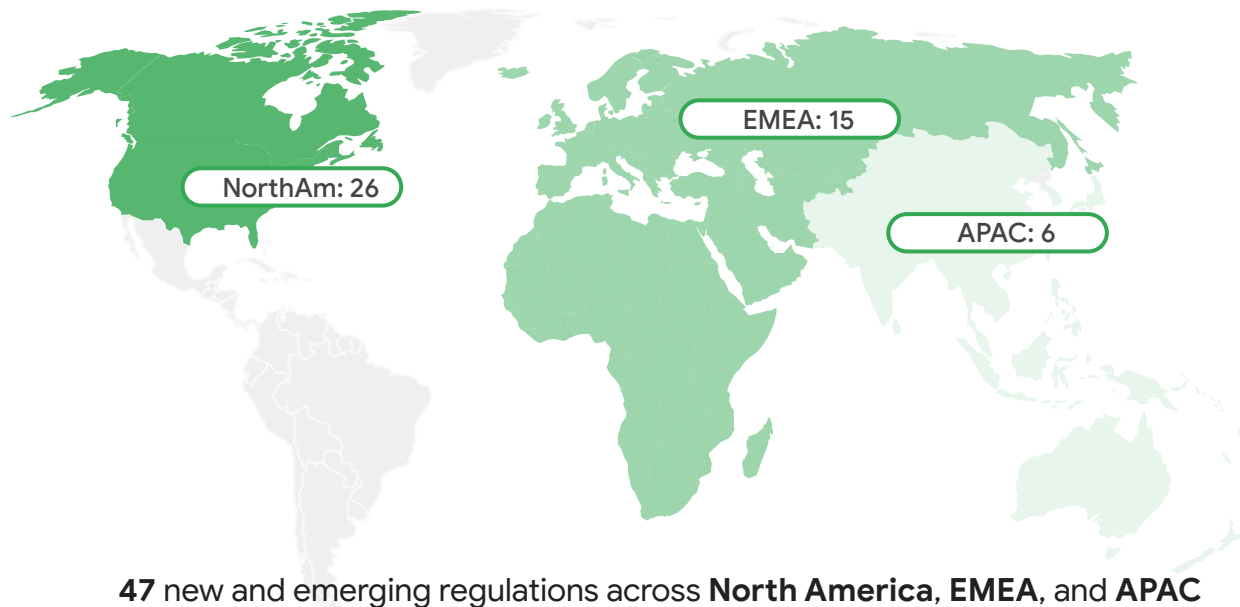 EMEA: 15
NorthAm: 26
APAC: 6
47 new and emerging regulations across North America, EMEA, and APAC